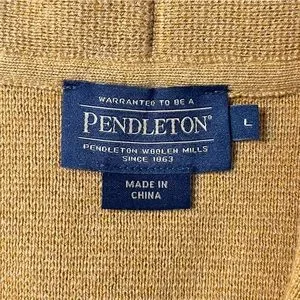 WARRANTED TO BE A
PENDLETON®
L
PENDLETON WOOLEN MILLS
SINCE 1863
MADE IN
CHINA